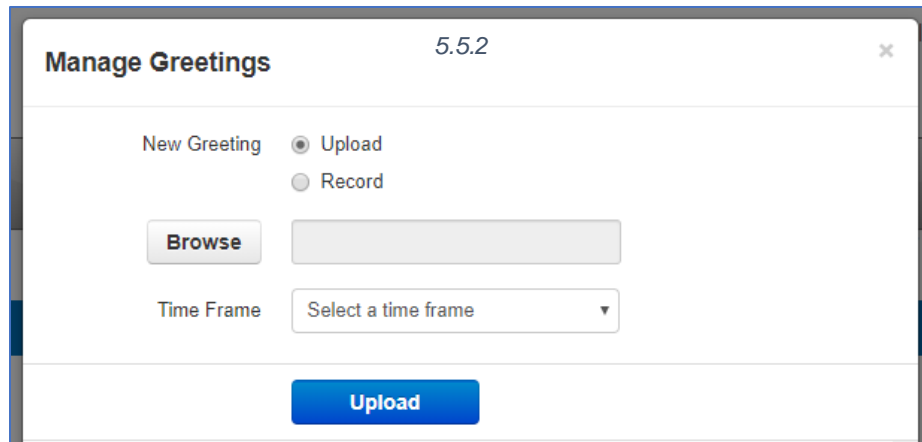 5.5.2
Manage Greetings ×
New Greeting Upload
Record
Browse
Time Frame Select a time frame
Upload